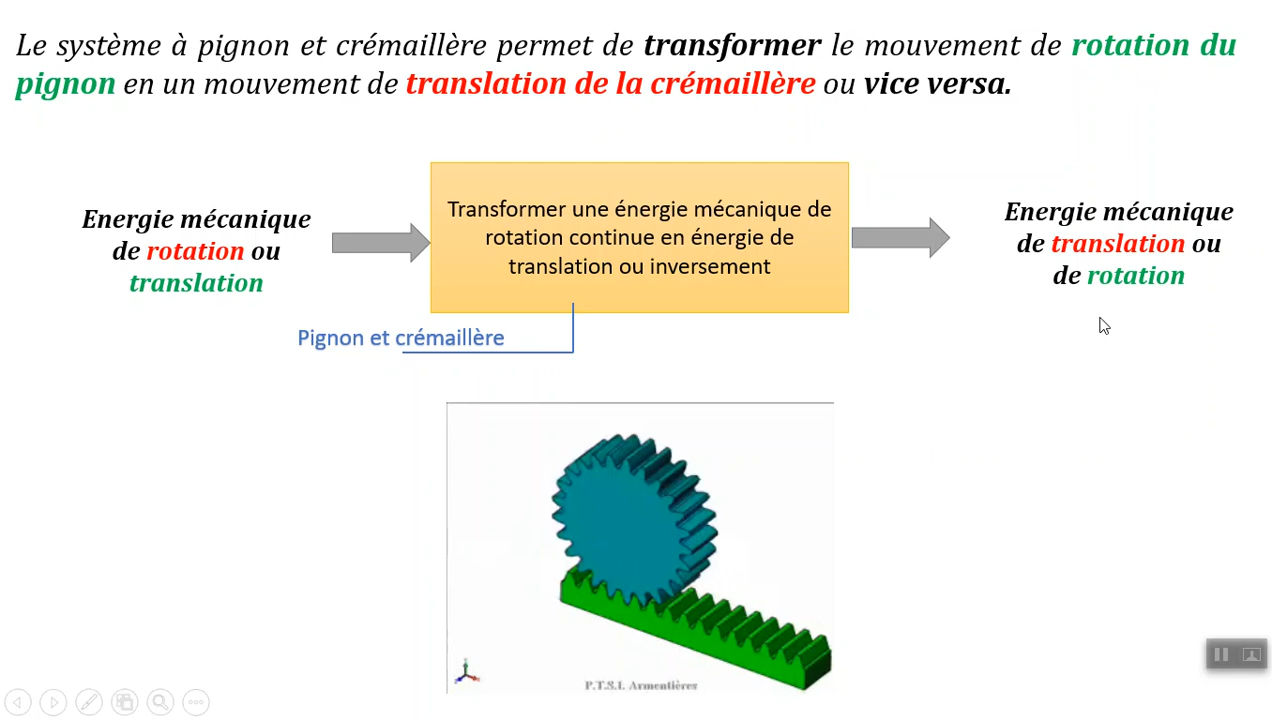 Le système à pignon et crémaillère permet de transformer le mouvement de rotation du
pignon en un mouvement de translation de la crémaillère ou vice versa.
Energie mécanique
de rotation ou
translation
Transformer une énergie mécanique de
rotation continue en énergie de
translation ou inversement
Energie mécanique
de translation ou
de rotation
Pignon et crémaillère
P.T.S.I. Armentières